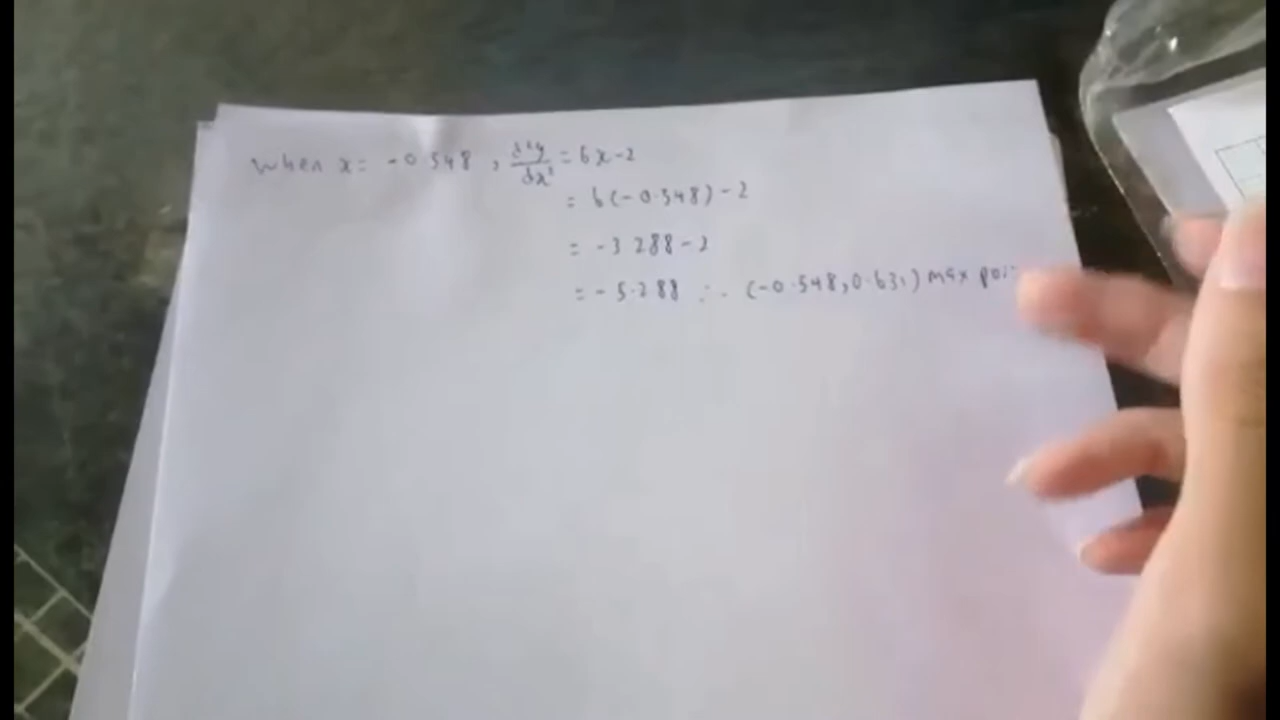 When x = -0.548, d²y/dx² = 6x-2
= 6(-0.548)-2
= -3.288-2
= -5.288 ∴ (-0.548, 0.631) max